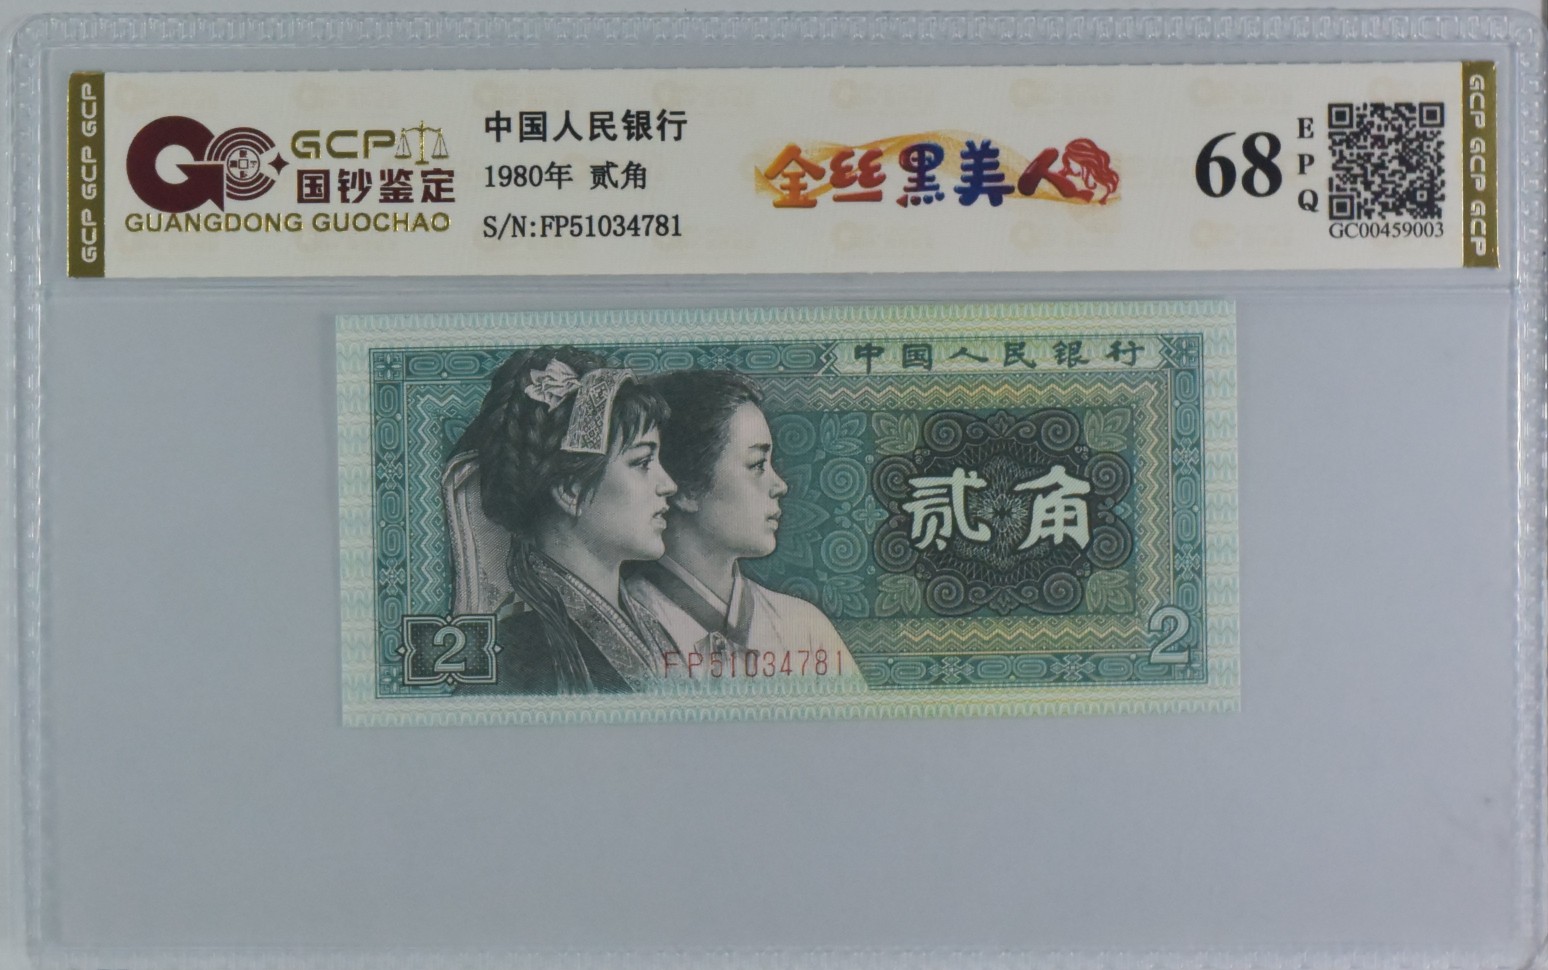 GCP GCP GCP
GCP
国钞鉴定
GUANGDONG GUOCHAO
中国人民银行
1980年 贰角
S/N:FP51034781
金丝黑美人
68
EPQ
GC00459003
GCP GCP GCP
中国人民银行
贰角
2
2
FP51034781